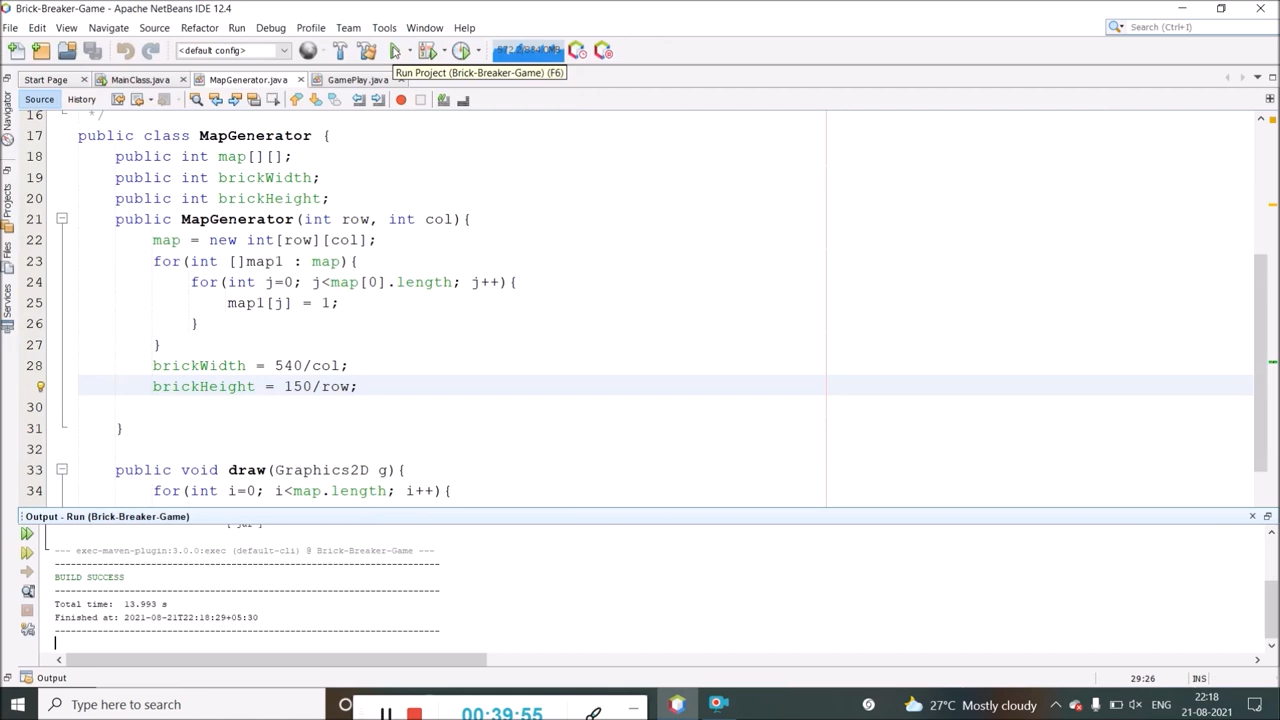 Brick-Breaker-Game - Apache NetBeans IDE 12.4
File Edit View Navigate Source Refactor Run Debug Profile Team Tools Window Help
Search (Ctrl+I)
<default config>
Run Project (Brick-Breaker-Game) (F6)
Start Page MainClass.java MapGenerator.java GamePlay.java
Source History
Navigator
Projects
Files
Services
16 */
17 public class MapGenerator {
18 public int map[][];
19 public int brickWidth;
20 public int brickHeight;
21 public MapGenerator(int row, int col){
22 map = new int[row][col];
23 for(int []map1 : map){
24 for(int j=0; j<map[0].length; j++){
25 map1[j] = 1;
26 }
27 }
28 brickWidth = 540/col;
29 brickHeight = 150/row;
30
31 }
32
33 public void draw(Graphics2D g){
34 for(int i=0; i<map.length; i++){
Output - Run (Brick-Breaker-Game)
[ jar ]
--- exec-maven-plugin:3.0.0:exec (default-cli) @ Brick-Breaker-Game ---
------------------------------------------------------------------------
BUILD SUCCESS
------------------------------------------------------------------------
Total time: 13.993 s
Finished at: 2021-08-21T22:18:29+05:30
------------------------------------------------------------------------
Output
29:26 INS
Type here to search
00:39:55
27°C Mostly cloudy
ENG
22:18
21-08-2021